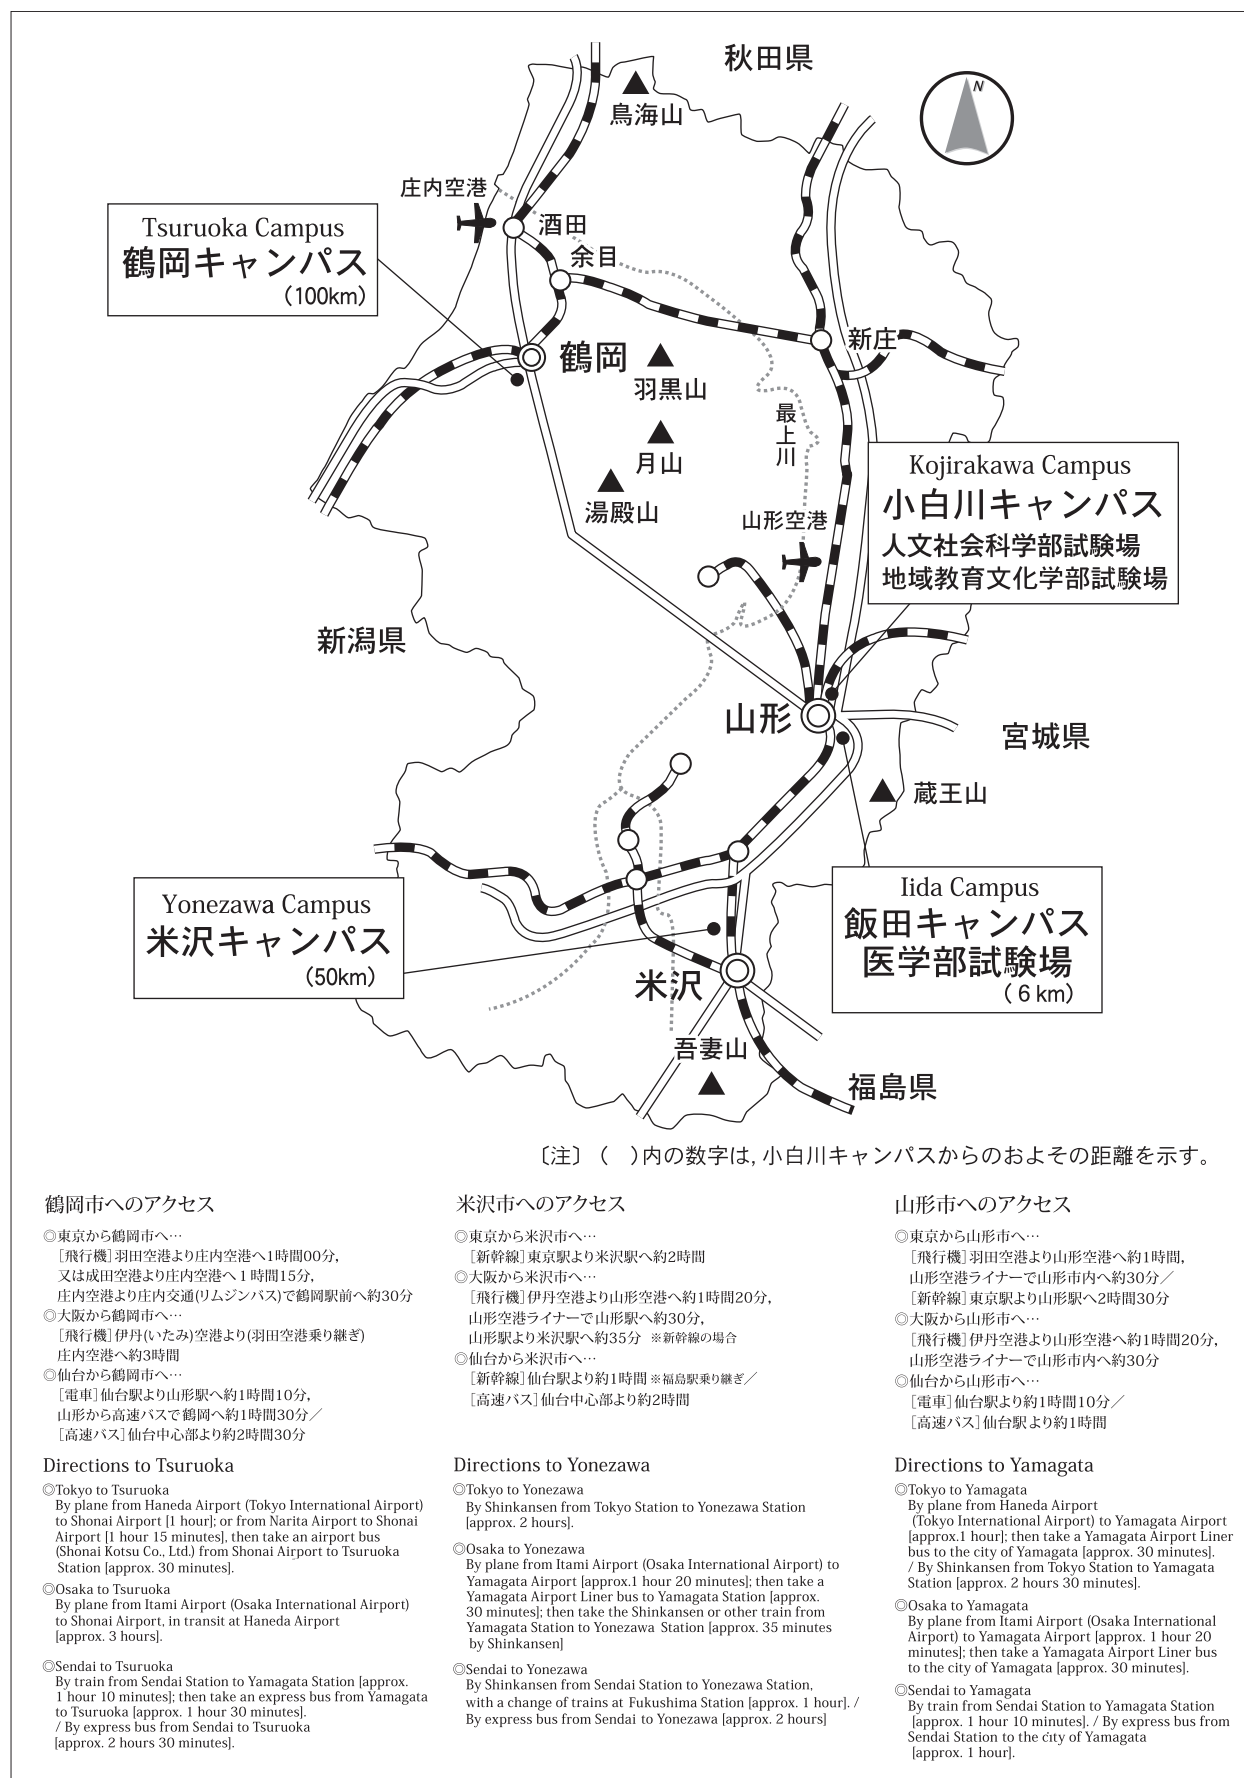 秋田県
N
鳥海山
庄内空港
Tsuruoka Campus
鶴岡キャンパス
(100km)
酒田
余目
新庄
鶴岡
羽黒山
最上川
月山
湯殿山
山形空港
Kojirakawa Campus
小白川キャンパス
人文社会科学部試験場
地域教育文化学部試験場
新潟県
山形
宮城県
蔵王山
Yonezawa Campus
米沢キャンパス
(50km)
Iida Campus
飯田キャンパス
医学部試験場
(6km)
米沢
吾妻山
福島県
〔注〕(　)内の数字は,小白川キャンパスからのおよその距離を示す。
鶴岡市へのアクセス
◎東京から鶴岡市へ…
［飛行機］羽田空港より庄内空港へ1時間00分,
又は成田空港より庄内空港へ1時間15分,
庄内空港より庄内交通(リムジンバス)で鶴岡駅前へ約30分
◎大阪から鶴岡市へ…
［飛行機］伊丹(いたみ)空港より(羽田空港乗り継ぎ)
庄内空港へ約3時間
◎仙台から鶴岡市へ…
［電車］仙台駅より山形駅へ約1時間10分,
山形から高速バスで鶴岡へ約1時間30分／
［高速バス］仙台中心部より約2時間30分
米沢市へのアクセス
◎東京から米沢市へ…
［新幹線］東京駅より米沢駅へ約2時間
◎大阪から米沢市へ…
［飛行機］伊丹空港より山形空港へ約1時間20分,
山形空港ライナーで山形駅へ約30分,
山形駅より米沢駅へ約35分 ※新幹線の場合
◎仙台から米沢市へ…
［新幹線］仙台駅より約1時間 ※福島駅乗り継ぎ／
［高速バス］仙台中心部より約2時間
山形市へのアクセス
◎東京から山形市へ…
［飛行機］羽田空港より山形空港へ約1時間,
山形空港ライナーで山形市内へ約30分／
［新幹線］東京駅より山形駅へ2時間30分
◎大阪から山形市へ…
［飛行機］伊丹空港より山形空港へ約1時間20分,
山形空港ライナーで山形市内へ約30分
◎仙台から山形市へ…
［電車］仙台駅より約1時間10分／
［高速バス］仙台駅より約1時間
Directions to Tsuruoka
◎Tokyo to Tsuruoka
By plane from Haneda Airport (Tokyo International Airport)
to Shonai Airport [1 hour]; or from Narita Airport to Shonai
Airport [1 hour 15 minutes], then take an airport bus
(Shonai Kotsu Co., Ltd.) from Shonai Airport to Tsuruoka
Station [approx. 30 minutes].
◎Osaka to Tsuruoka
By plane from Itami Airport (Osaka International Airport)
to Shonai Airport, in transit at Haneda Airport
[approx. 3 hours].
◎Sendai to Tsuruoka
By train from Sendai Station to Yamagata Station [approx.
1 hour 10 minutes]; then take an express bus from Yamagata
to Tsuruoka [approx. 1 hour 30 minutes].
/ By express bus from Sendai to Tsuruoka
[approx. 2 hours 30 minutes].
Directions to Yonezawa
◎Tokyo to Yonezawa
By Shinkansen from Tokyo Station to Yonezawa Station
[approx. 2 hours].
◎Osaka to Yonezawa
By plane from Itami Airport (Osaka International Airport) to
Yamagata Airport [approx.1 hour 20 minutes]; then take a
Yamagata Airport Liner bus to Yamagata Station [approx.
30 minutes]; then take the Shinkansen or other train from
Yamagata Station to Yonezawa Station [approx. 35 minutes
by Shinkansen]
◎Sendai to Yonezawa
By Shinkansen from Sendai Station to Yonezawa Station,
with a change of trains at Fukushima Station [approx. 1 hour]. /
By express bus from Sendai to Yonezawa [approx. 2 hours]
Directions to Yamagata
◎Tokyo to Yamagata
By plane from Haneda Airport
(Tokyo International Airport) to Yamagata Airport
[approx.1 hour]; then take a Yamagata Airport Liner
bus to the city of Yamagata [approx. 30 minutes].
/ By Shinkansen from Tokyo Station to Yamagata
Station [approx. 2 hours 30 minutes].
◎Osaka to Yamagata
By plane from Itami Airport (Osaka International
Airport) to Yamagata Airport [approx. 1 hour 20
minutes]; then take a Yamagata Airport Liner bus
to the city of Yamagata [approx. 30 minutes].
◎Sendai to Yamagata
By train from Sendai Station to Yamagata Station
[approx. 1 hour 10 minutes]. / By express bus from
Sendai Station to the city of Yamagata
[approx. 1 hour].